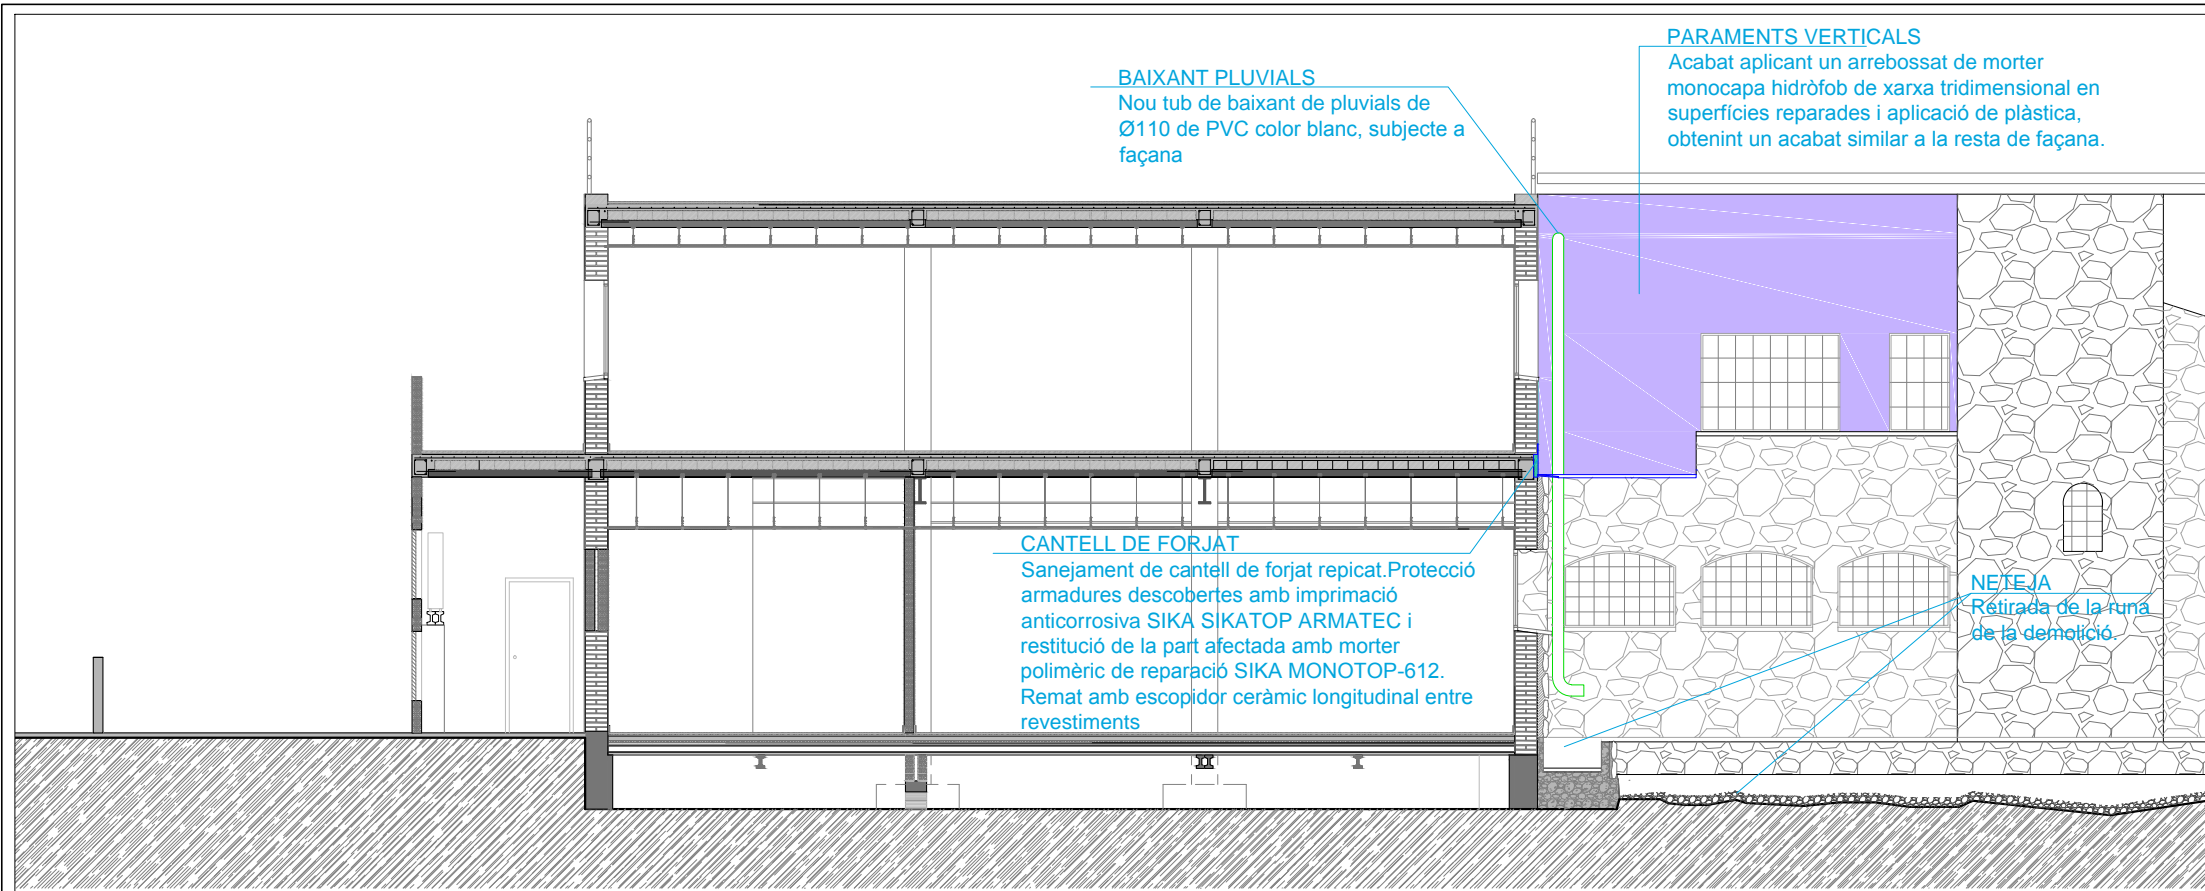 BAIXANT PLUVIALS
Nou tub de baixant de pluvials de
Ø110 de PVC color blanc, subjecte a
façana
PARAMENTS VERTICALS
Acabat aplicant un arrebossat de morter
monocapa hidròfob de xarxa tridimensional en
superfícies reparades i aplicació de plàstica,
obtenint un acabat similar a la resta de façana.
CANTELL DE FORJAT
Sanejament de cantell de forjat repicat.Protecció
armadures descobertes amb imprimació
anticorrosiva SIKA SIKATOP ARMATEC i
restitució de la part afectada amb morter
polimèric de reparació SIKA MONOTOP-612.
Remat amb escopidor ceràmic longitudinal entre
revestiments
NETEJA
Retirada de la runa
de la demolició.